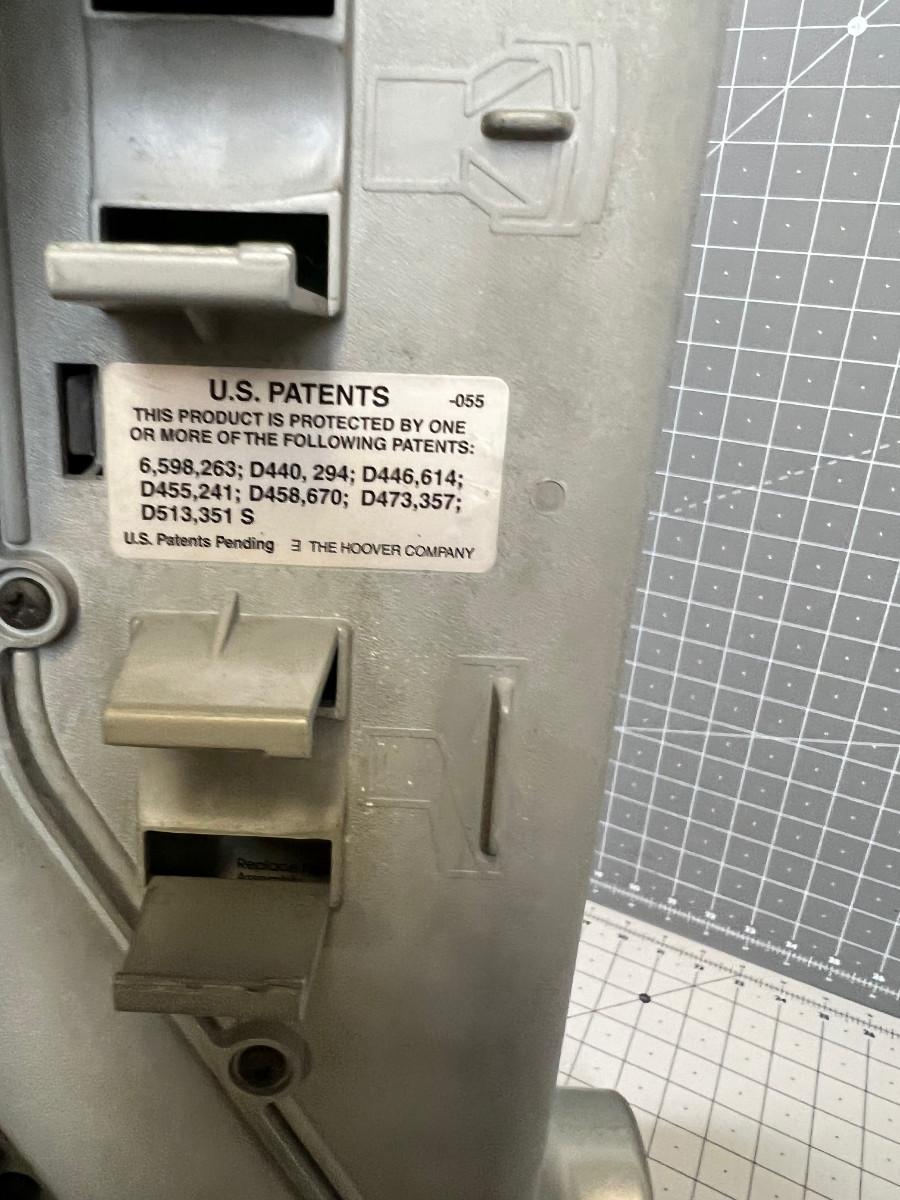 U.S. PATENTS -055
THIS PRODUCT IS PROTECTED BY ONE
OR MORE OF THE FOLLOWING PATENTS:
6,598,263; D440, 294; D446,614;
D455,241; D458,670; D473,357;
D513,351 S
U.S. Patents Pending THE HOOVER COMPANY
Replace